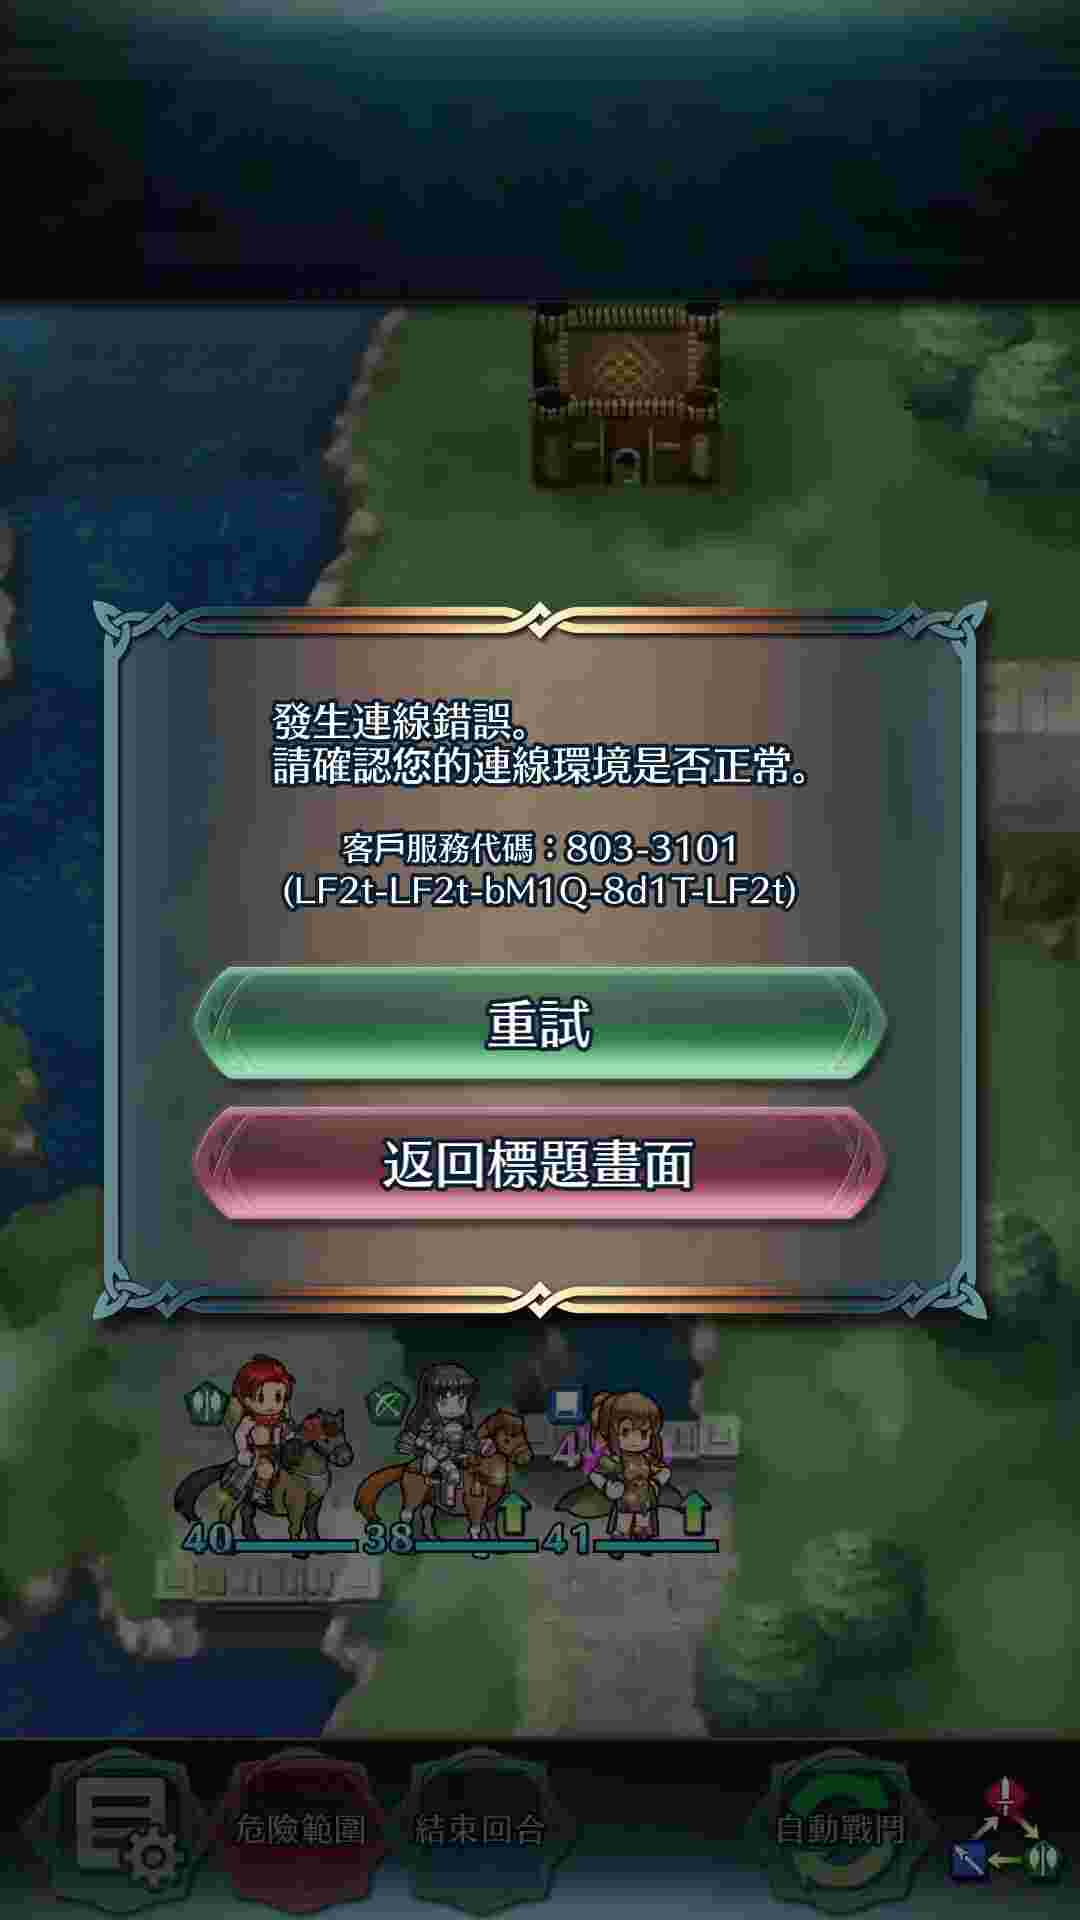 發生連線錯誤。
請確認您的連線環境是否正常。
客戶服務代碼：803-3101
(LF2t-LF2t-bM1Q-8d1T-LF2t)
重試
返回標題畫面
4
40
38
41
危險範圍
結束回合
自動戰鬥